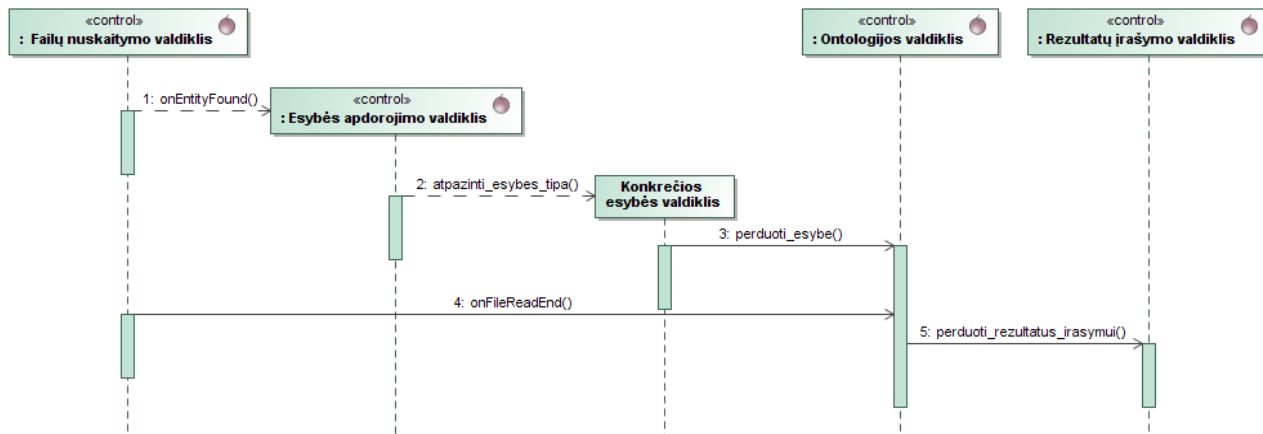 «control»
: Failų nuskaitymo valdiklis
«control»
: Ontologijos valdiklis
«control»
: Rezultatų įrašymo valdiklis
1: onEntityFound()
«control»
: Esybės apdorojimo valdiklis
2: atpazinti_esybes_tipa()
Konkrečios
esybės valdiklis
3: perduoti_esybe()
4: onFileReadEnd()
5: perduoti_rezultatus_irasymui()